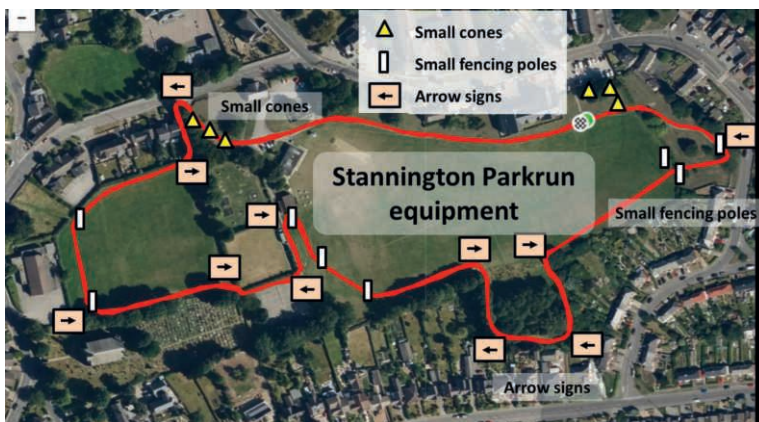 Small cones
Small fencing poles
Arrow signs
Small cones
Stannington Parkrun
equipment
Small fencing poles
Arrow signs